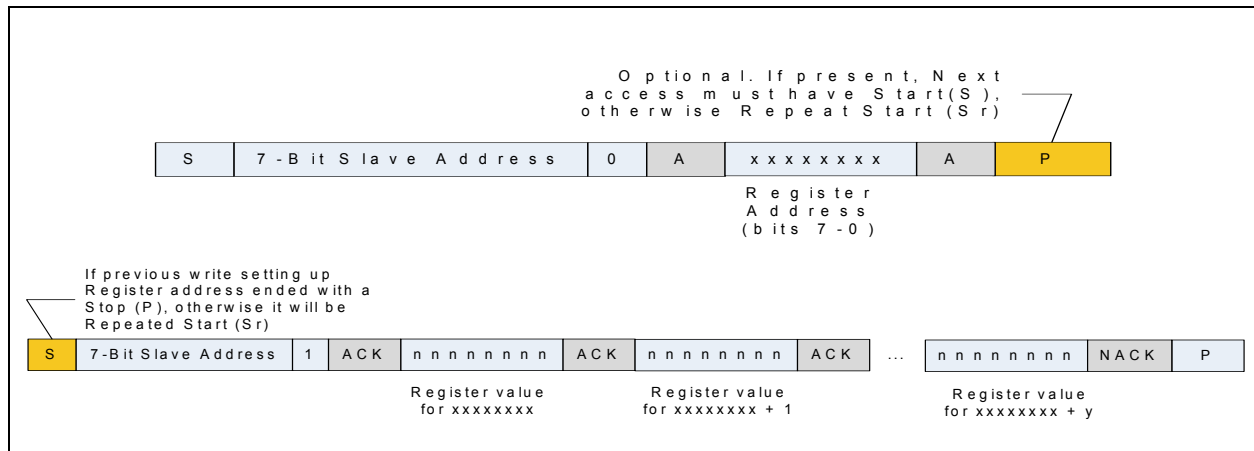 Optional. If present, Next
access must have Start(S),
otherwise Repeat Start (Sr)
S 7-Bit Slave Address 0 A xxxxxxxx A P
Register
Address
(bits 7-0)
If previous write setting up
Register address ended with a
Stop (P), otherwise it will be
Repeated Start (Sr)
S 7-Bit Slave Address 1 ACK nnnnnnnn ACK nnnnnnnn ACK ... nnnnnnnn NACK P
Register value
for xxxxxxxx
Register value
for xxxxxxxx + 1
Register value
for xxxxxxxx + y